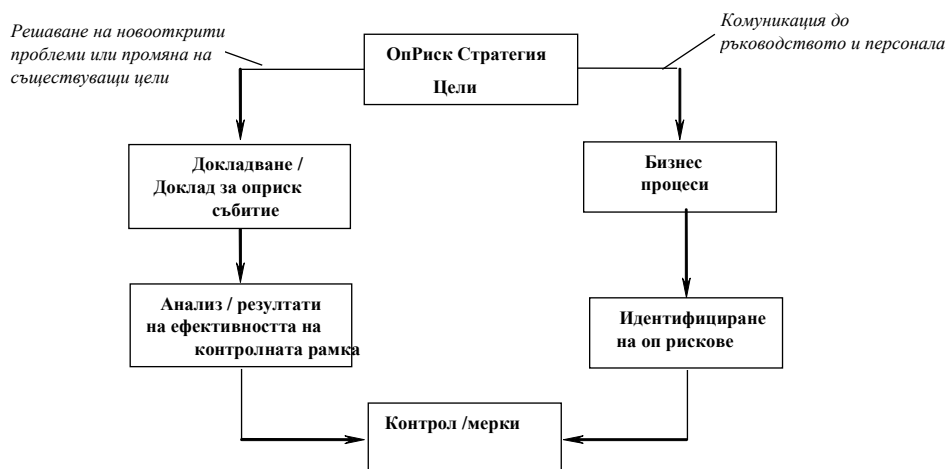 Решаване на новооткрити
проблеми или промяна на
съществуващи цели
ОпРиск Стратегия
Цели
Комуникация до
ръководството и персонала
Докладване /
Доклад за оприск
събитие
Бизнес
процеси
Анализ / резултати
на ефективността на
контролната рамка
Идентифициране
на оп рискове
Контрол /мерки